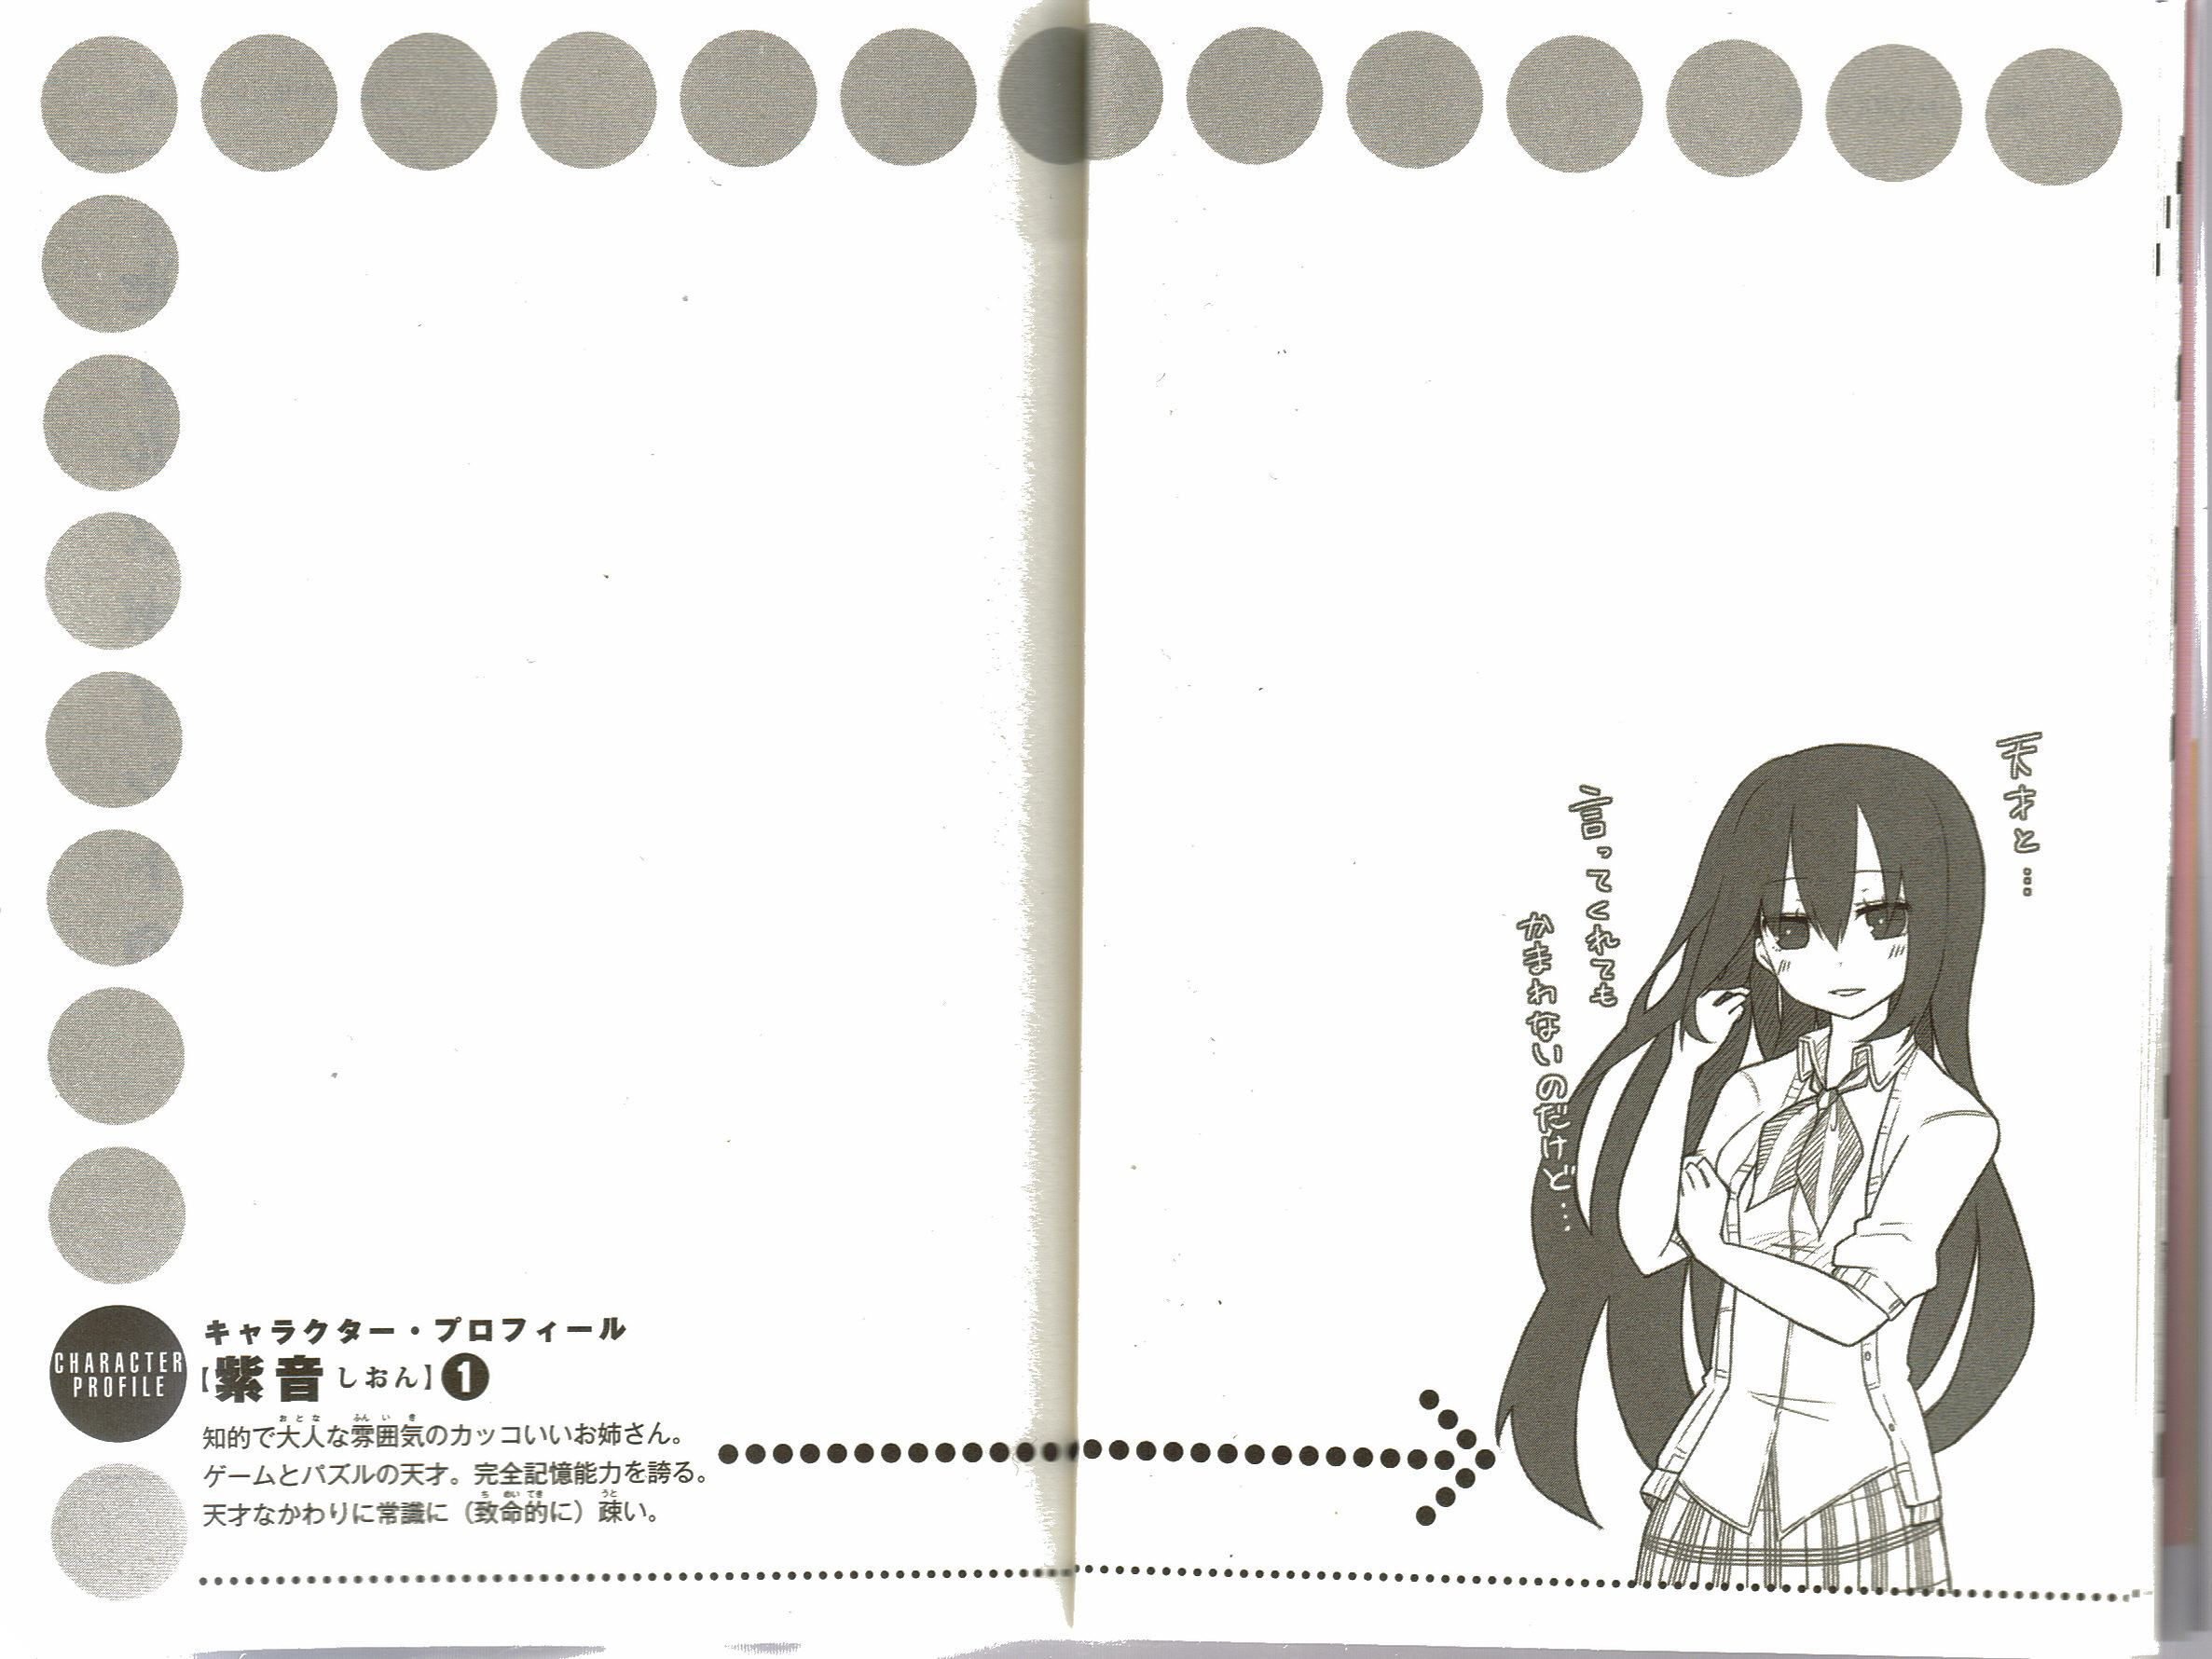 天才と…
言ってくれても
かまわないのだけど…
CHARACTER
PROFILE
キャラクター・プロフィール
【紫音しおん】❶
知的で大人な雰囲気のカッコいいお姉さん。
ゲームとパズルの天才。完全記憶能力を誇る。
天才なかわりに常識に（致命的に）疎い。